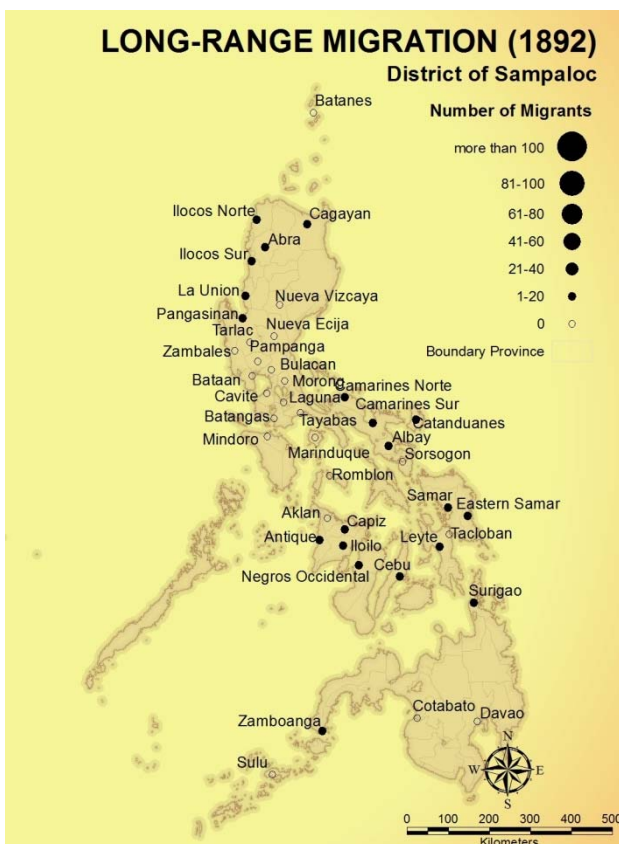 LONG-RANGE MIGRATION (1892)
District of Sampaloc
Number of Migrants
more than 100
81-100
61-80
41-60
21-40
1-20
0
Boundary Province
Batanes
Ilocos Norte
Cagayan
Abra
Ilocos Sur
La Union
Nueva Vizcaya
Pangasinan
Tarlac
Nueva Ecija
Zambales
Pampanga
Bulacan
Bataan
Morong
Camarines Norte
Cavite
Laguna
Camarines Sur
Batangas
Tayabas
Catanduanes
Mindoro
Albay
Marinduque
Sorsogon
Romblon
Samar
Eastern Samar
Aklan
Capiz
Tacloban
Antique
Iloilo
Leyte
Cebu
Negros Occidental
Surigao
Cotabato
Davao
Zamboanga
Sulu
N
W
E
S
0
100
200
300
400
500
Kilometers